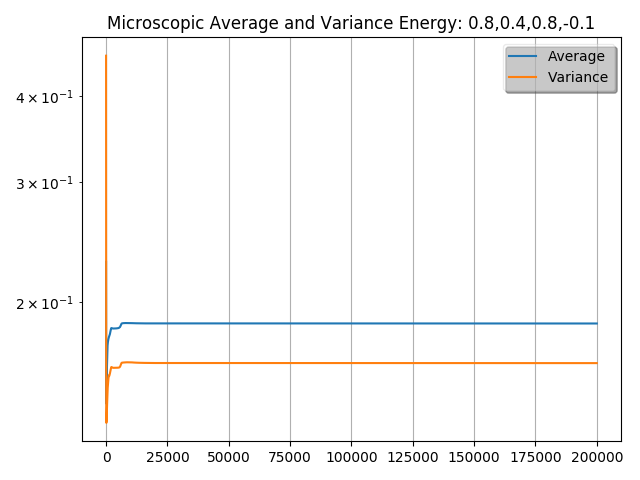 Microscopic Average and Variance Energy: 0.8,0.4,0.8,-0.1
Average
Variance
4 × 10⁻¹
3 × 10⁻¹
2 × 10⁻¹
0 25000 50000 75000 100000 125000 150000 175000 200000